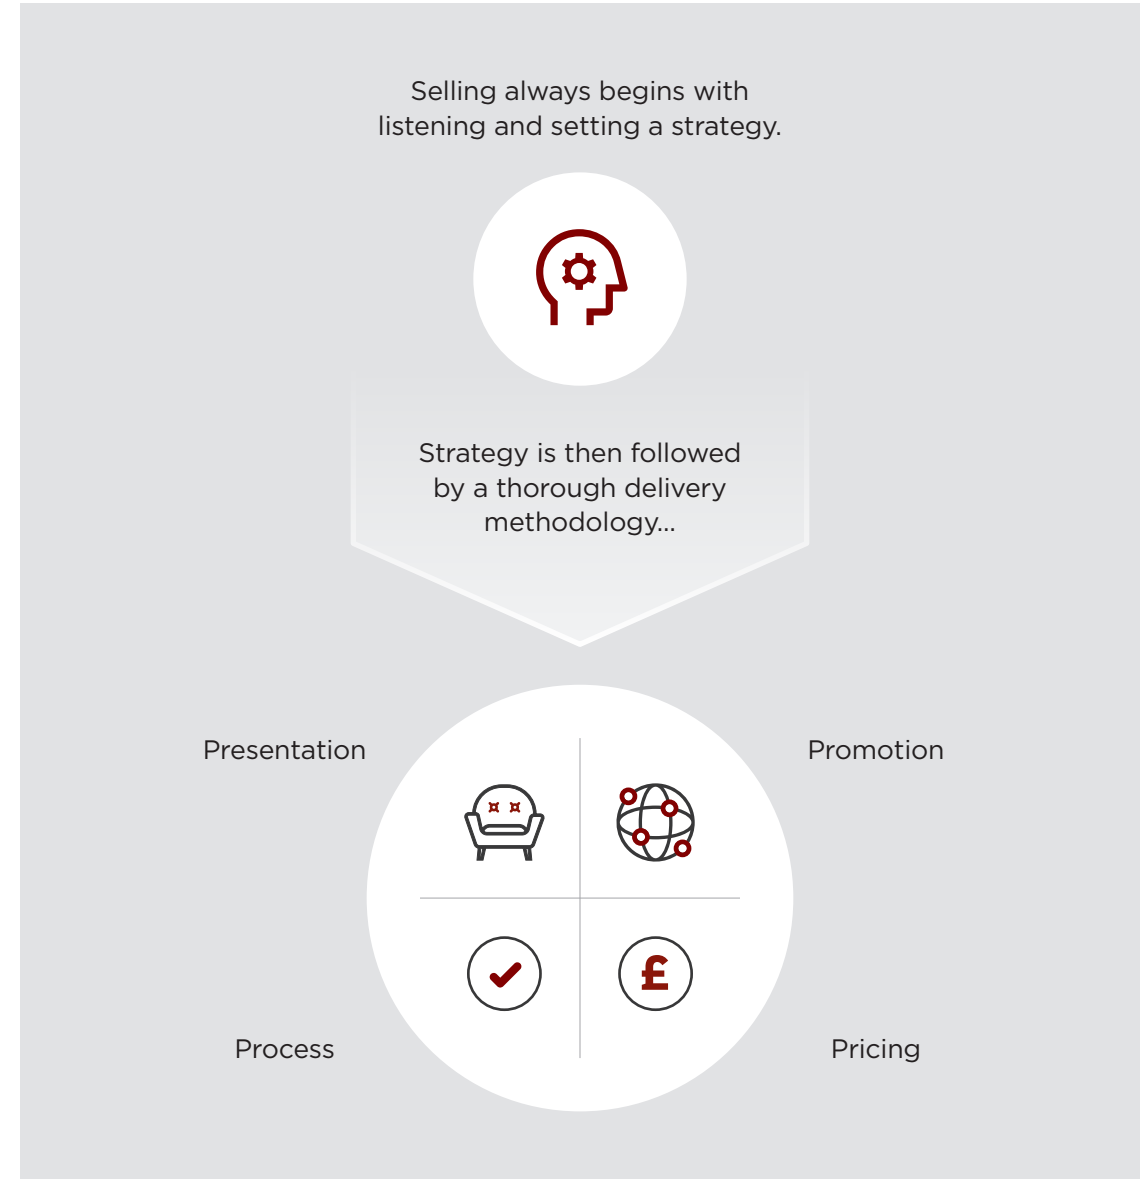 Selling always begins with
listening and setting a strategy.
Strategy is then followed
by a thorough delivery
methodology...
Presentation
Promotion
£
Process
Pricing